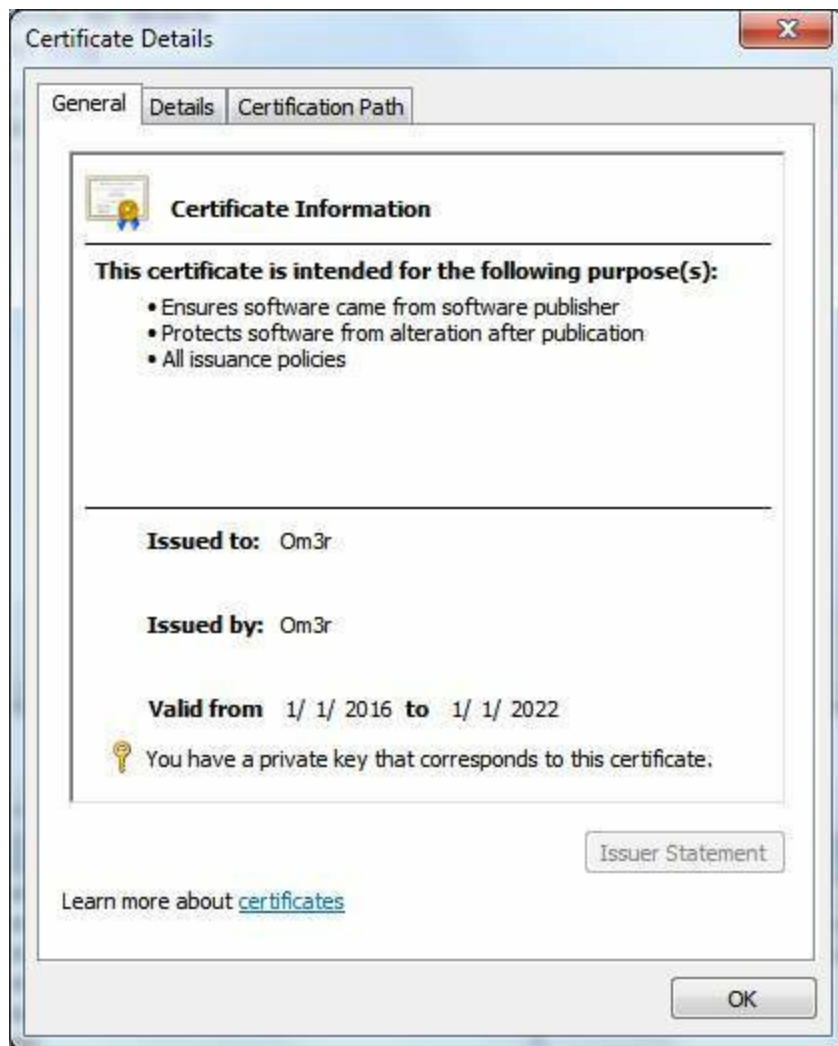 Certificate Details
General Details Certification Path
Certificate Information
This certificate is intended for the following purpose(s):
• Ensures software came from software publisher
• Protects software from alteration after publication
• All issuance policies
Issued to: Om3r
Issued by: Om3r
Valid from 1/ 1/ 2016 to 1/ 1/ 2022
You have a private key that corresponds to this certificate.
Issuer Statement
Learn more about certificates
OK